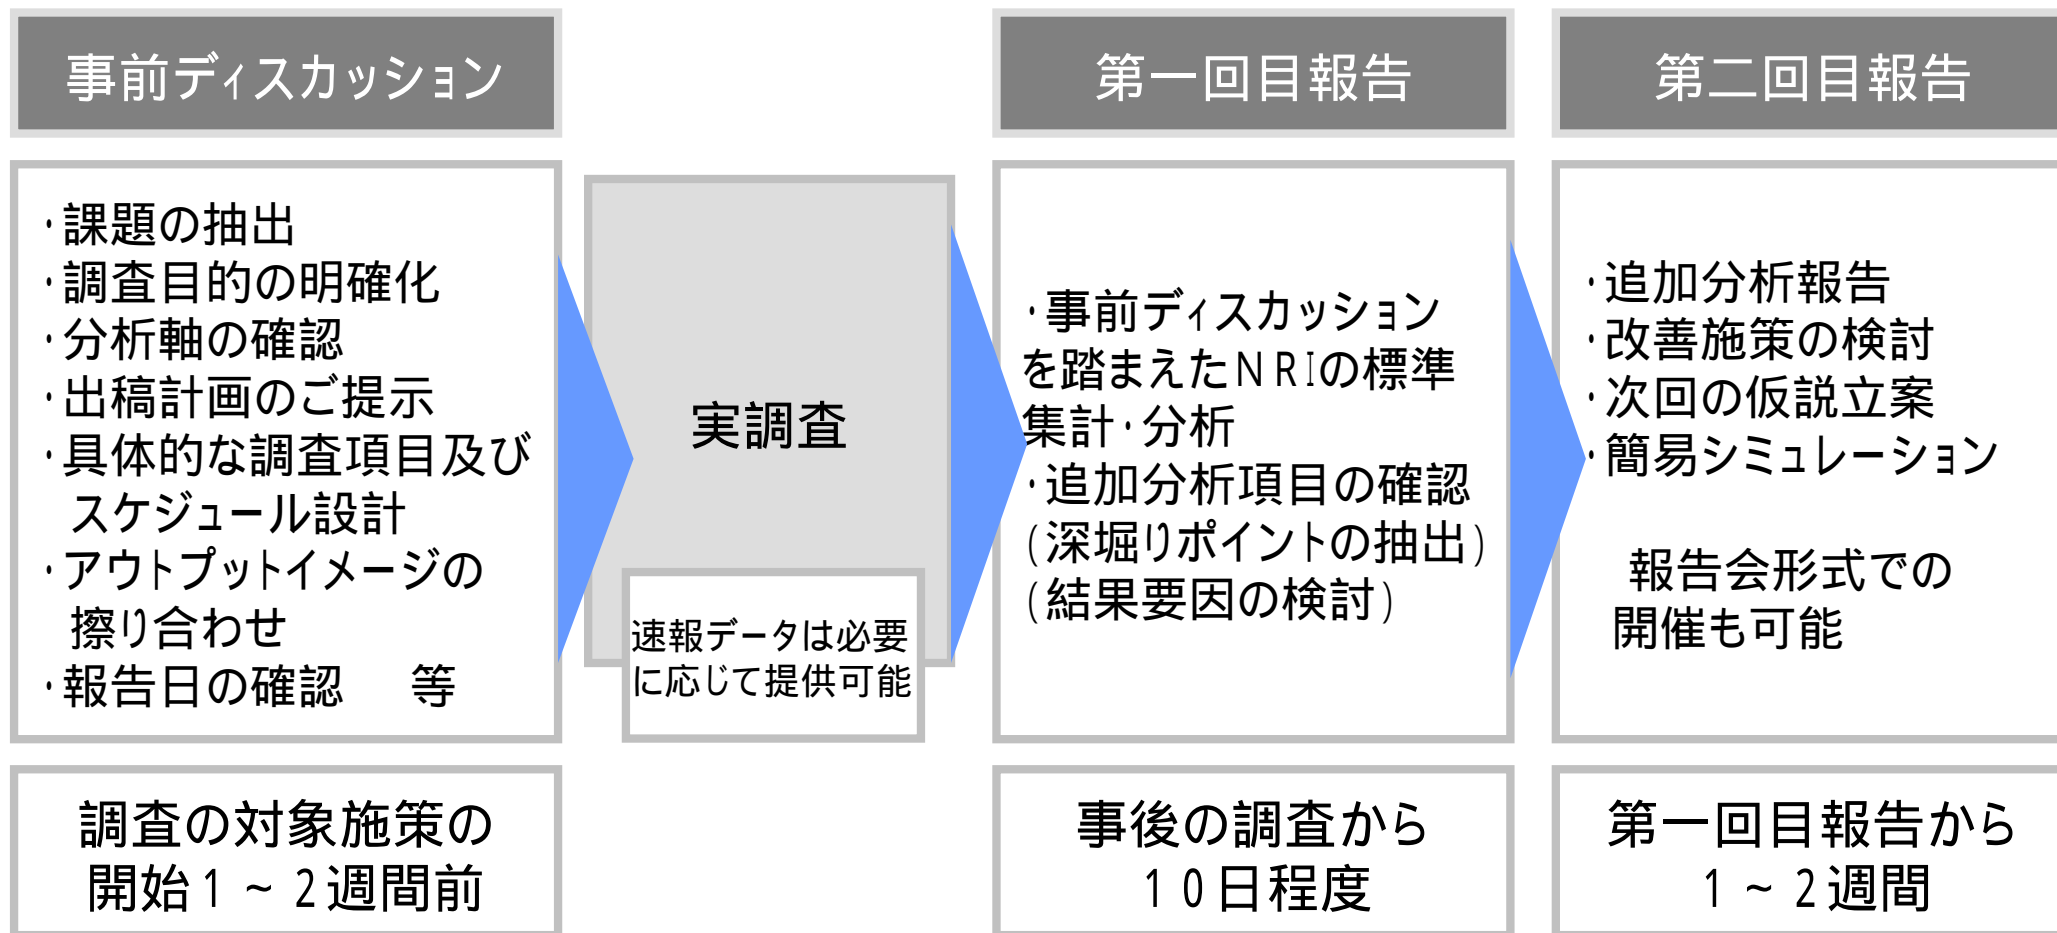 事前ディスカッション
・課題の抽出
・調査目的の明確化
・分析軸の確認
・出稿計画のご提示
・具体的な調査項目及び
スケジュール設計
・アウトプットイメージの
擦り合わせ
・報告日の確認　等
調査の対象施策の
開始1～2週間前
実調査
速報データは必要
に応じて提供可能
第一回目報告
・事前ディスカッション
を踏まえたNRIの標準
集計・分析
・追加分析項目の確認
(深堀りポイントの抽出)
(結果要因の検討)
事後の調査から
10日程度
第二回目報告
・追加分析報告
・改善施策の検討
・次回の仮説立案
・簡易シミュレーション
報告会形式での
開催も可能
第一回目報告から
1～2週間